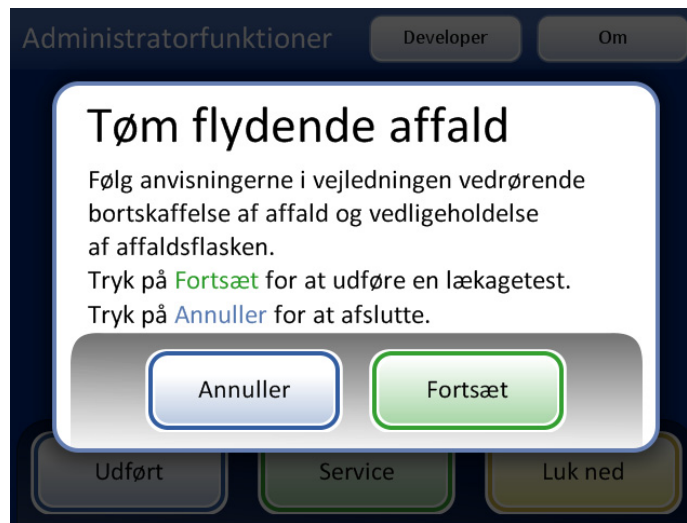 Administratorfunktioner
Developer
Om
Tøm flydende affald
Følg anvisningerne i vejledningen vedrørende
bortskaffelse af affald og vedligeholdelse
af affaldsflasken.
Tryk på Fortsæt for at udføre en lækagetest.
Tryk på Annuller for at afslutte.
Annuller
Fortsæt
Udført
Service
Luk ned